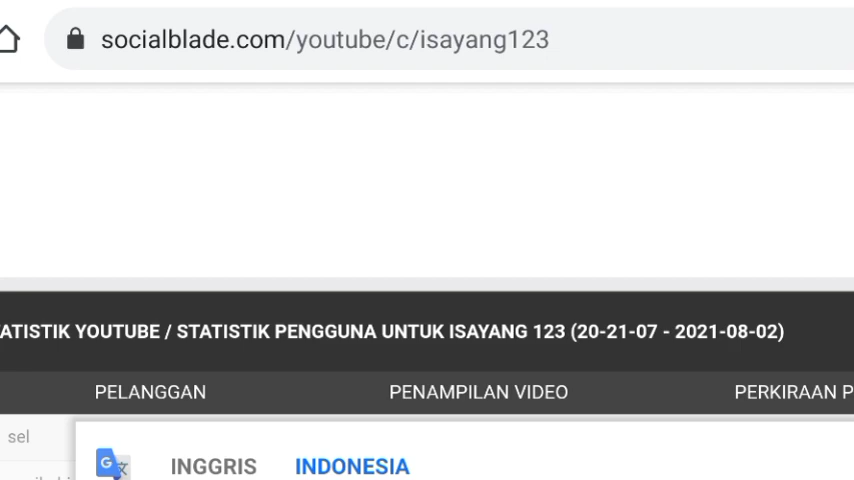 socialblade.com/youtube/c/isayang123
ATISTIK YOUTUBE / STATISTIK PENGGUNA UNTUK ISAYANG 123 (20-21-07 - 2021-08-02)
PELANGGAN PENAMPILAN VIDEO PERKIRAAN P
sel
INGGRIS INDONESIA